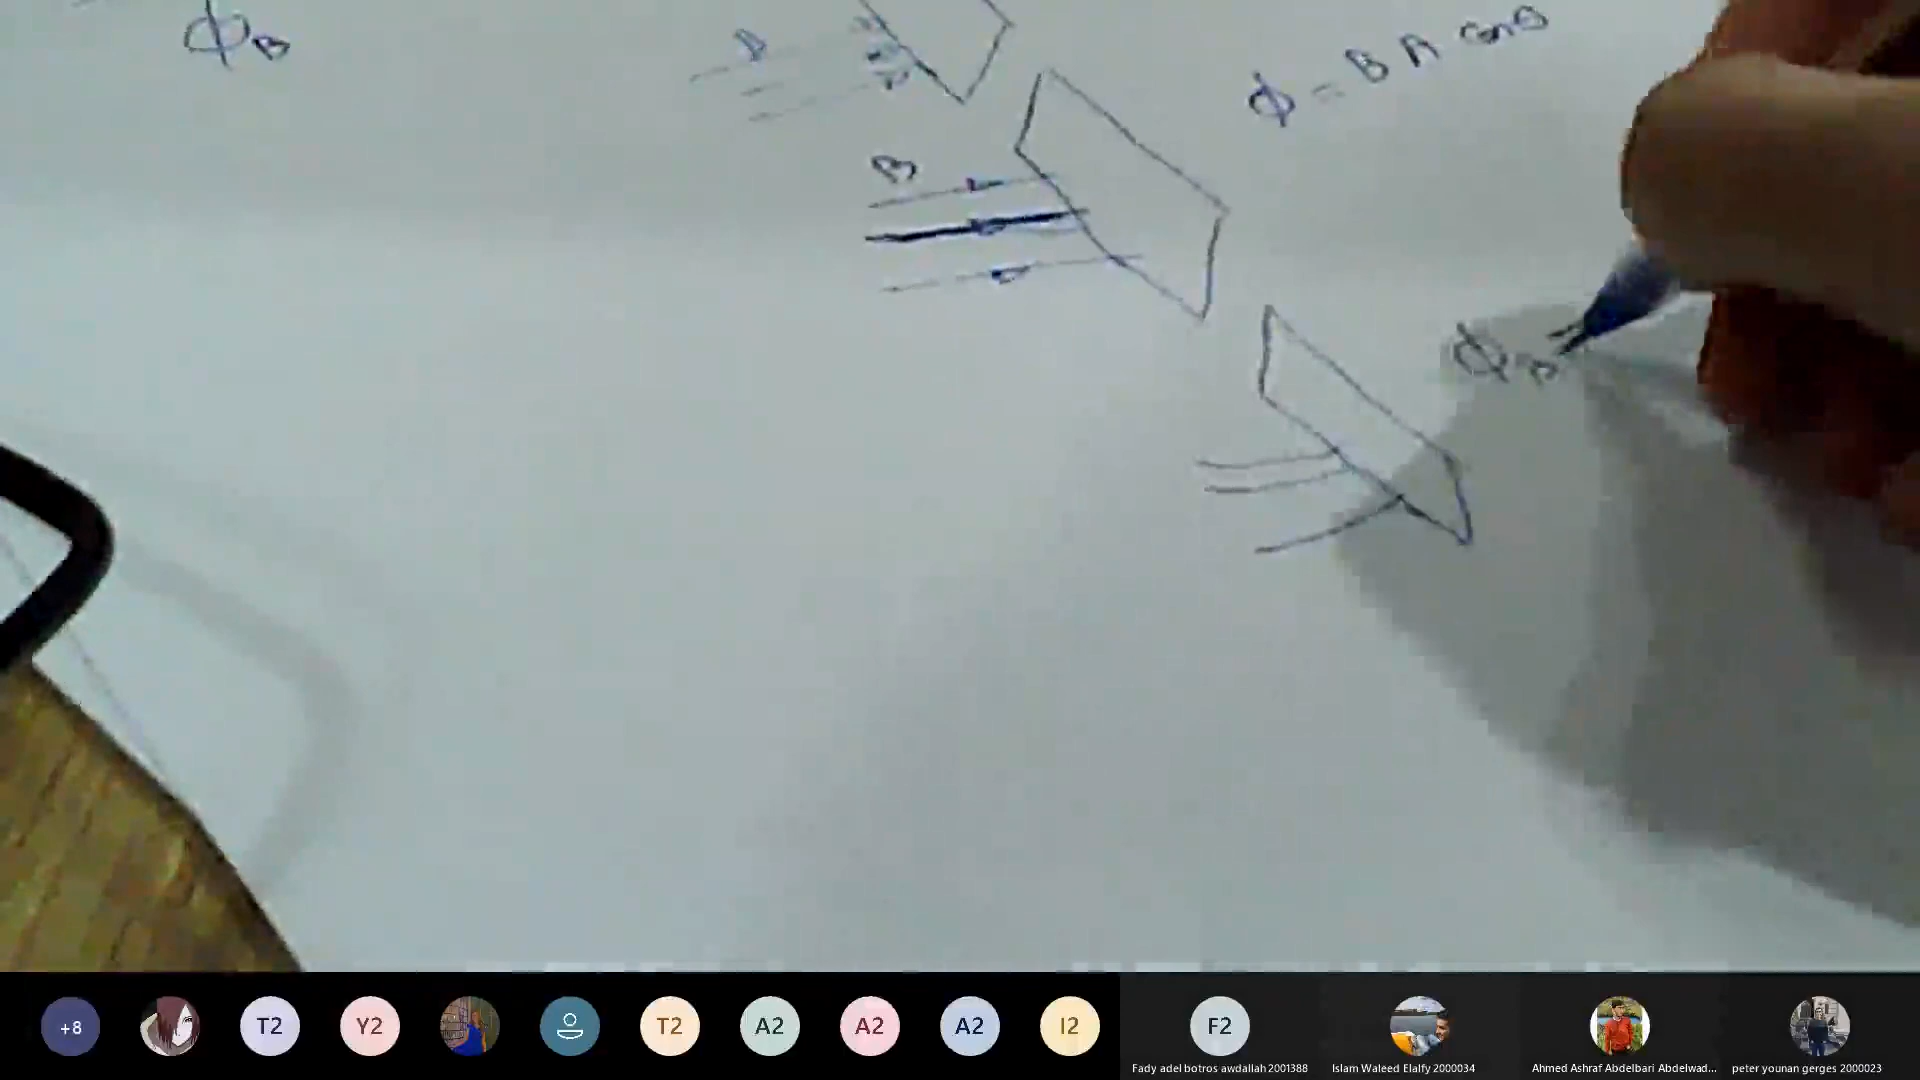 ΦB
B
Φ = B A cosθ
B
Φ =
+8
T2
Y2
T2
A2
A2
A2
I2
F2
Fady adel botros awdallah 2001388
Islam Waleed Elalfy 2000034
Ahmed Ashraf Abdelbari Abdelwad...
peter younan gerges 2000023